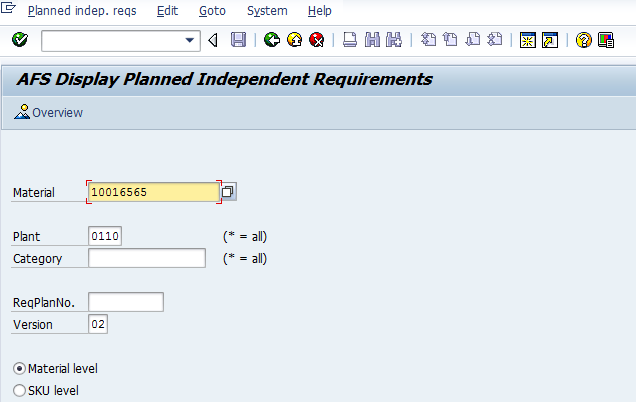 Planned indep. reqs Edit Goto System Help
AFS Display Planned Independent Requirements
Overview
Material 10016565
Plant 0110 (* = all)
Category (* = all)
ReqPlanNo.
Version 02
Material level
SKU level